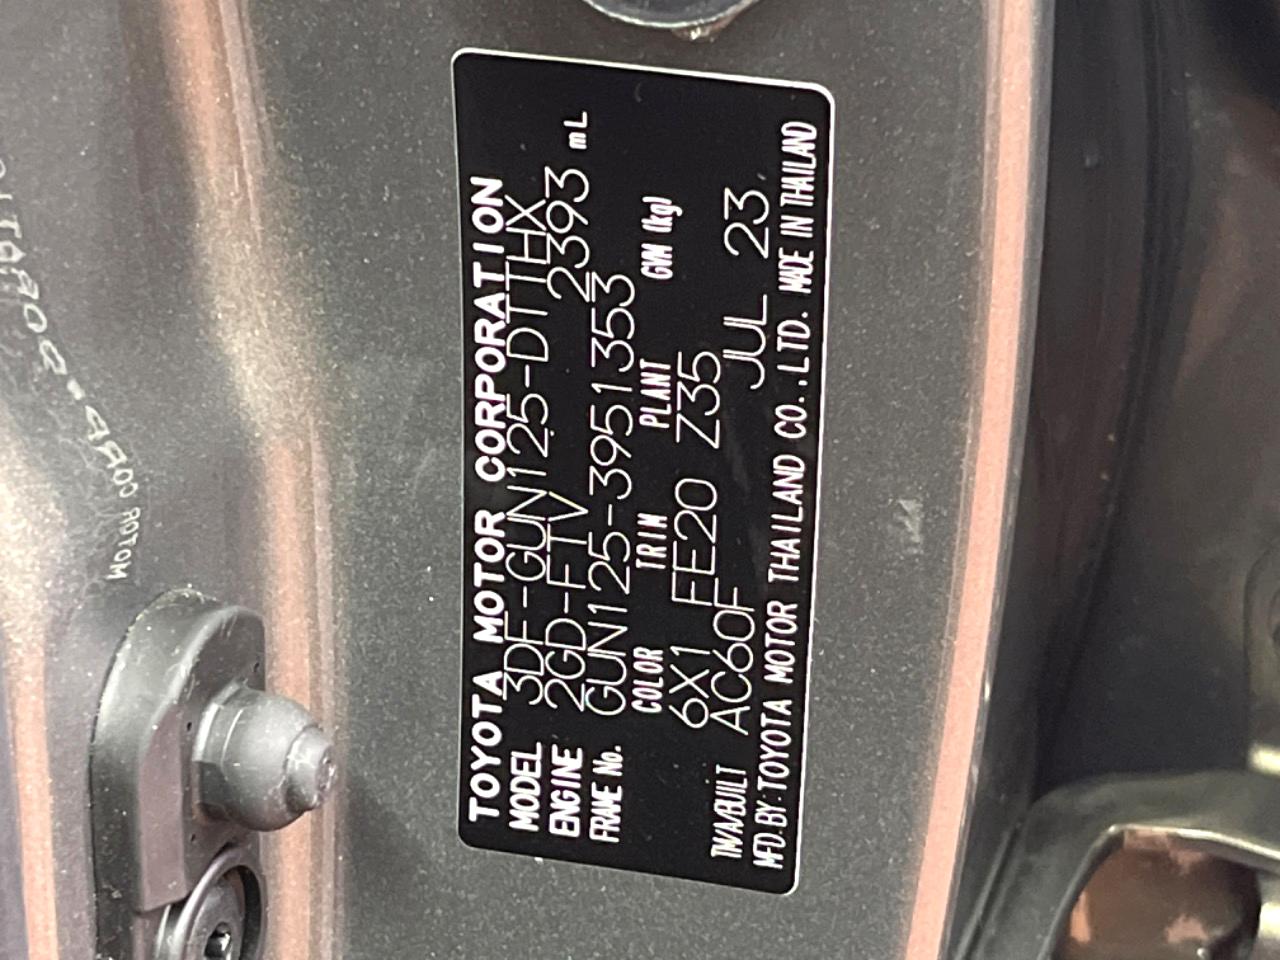 TOYOTA MOTOR CORPORATION
MODEL 3DF-GUN125-DTTHX
ENGINE 2GD-FTV 2393 mL
FRAME No. GUN125-3951353
COLOR TRIM PLANT GVM (kg)
6X1 FE20 Z35
TM/A/BUILT AC60F JUL 23
MFD.BY:TOYOTA MOTOR THAILAND CO.,LTD. MADE IN THAILAND